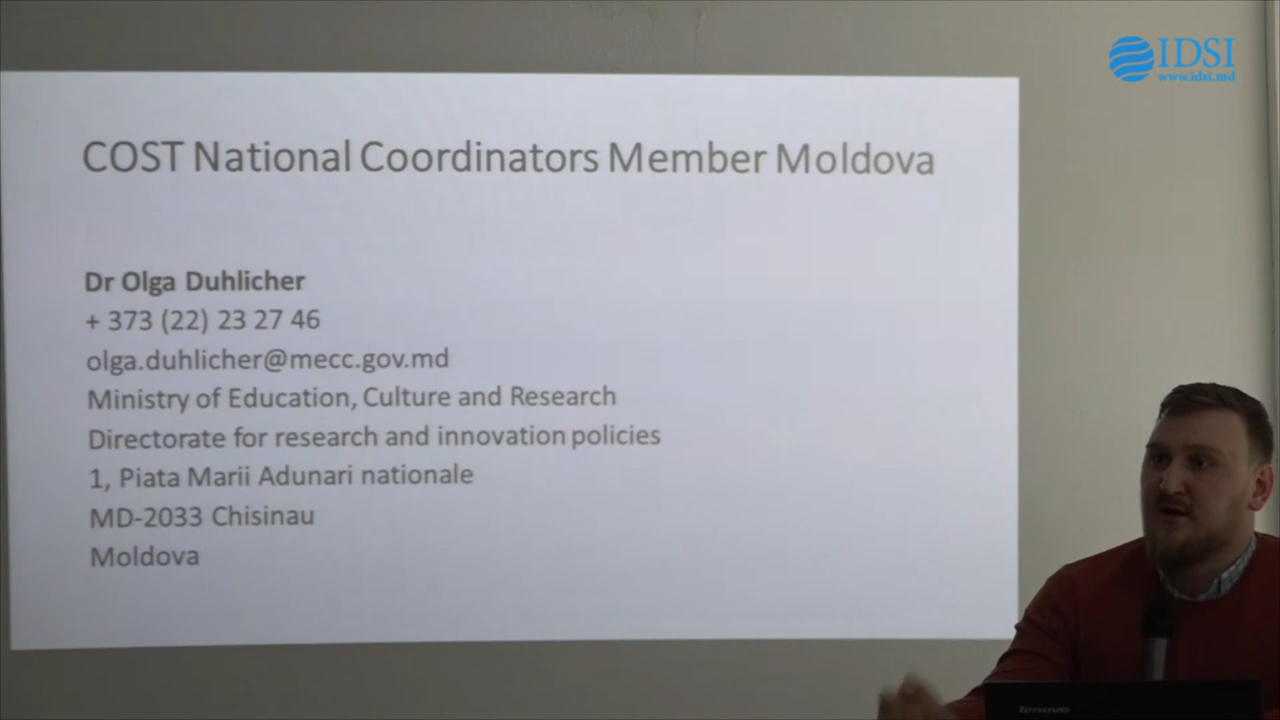 IDSI
www.idsi.md
COST National Coordinators Member Moldova
Dr Olga Duhlicher
+ 373 (22) 23 27 46
olga.duhlicher@mecc.gov.md
Ministry of Education, Culture and Research
Directorate for research and innovation policies
1, Piata Marii Adunari nationale
MD-2033 Chisinau
Moldova
lenovo